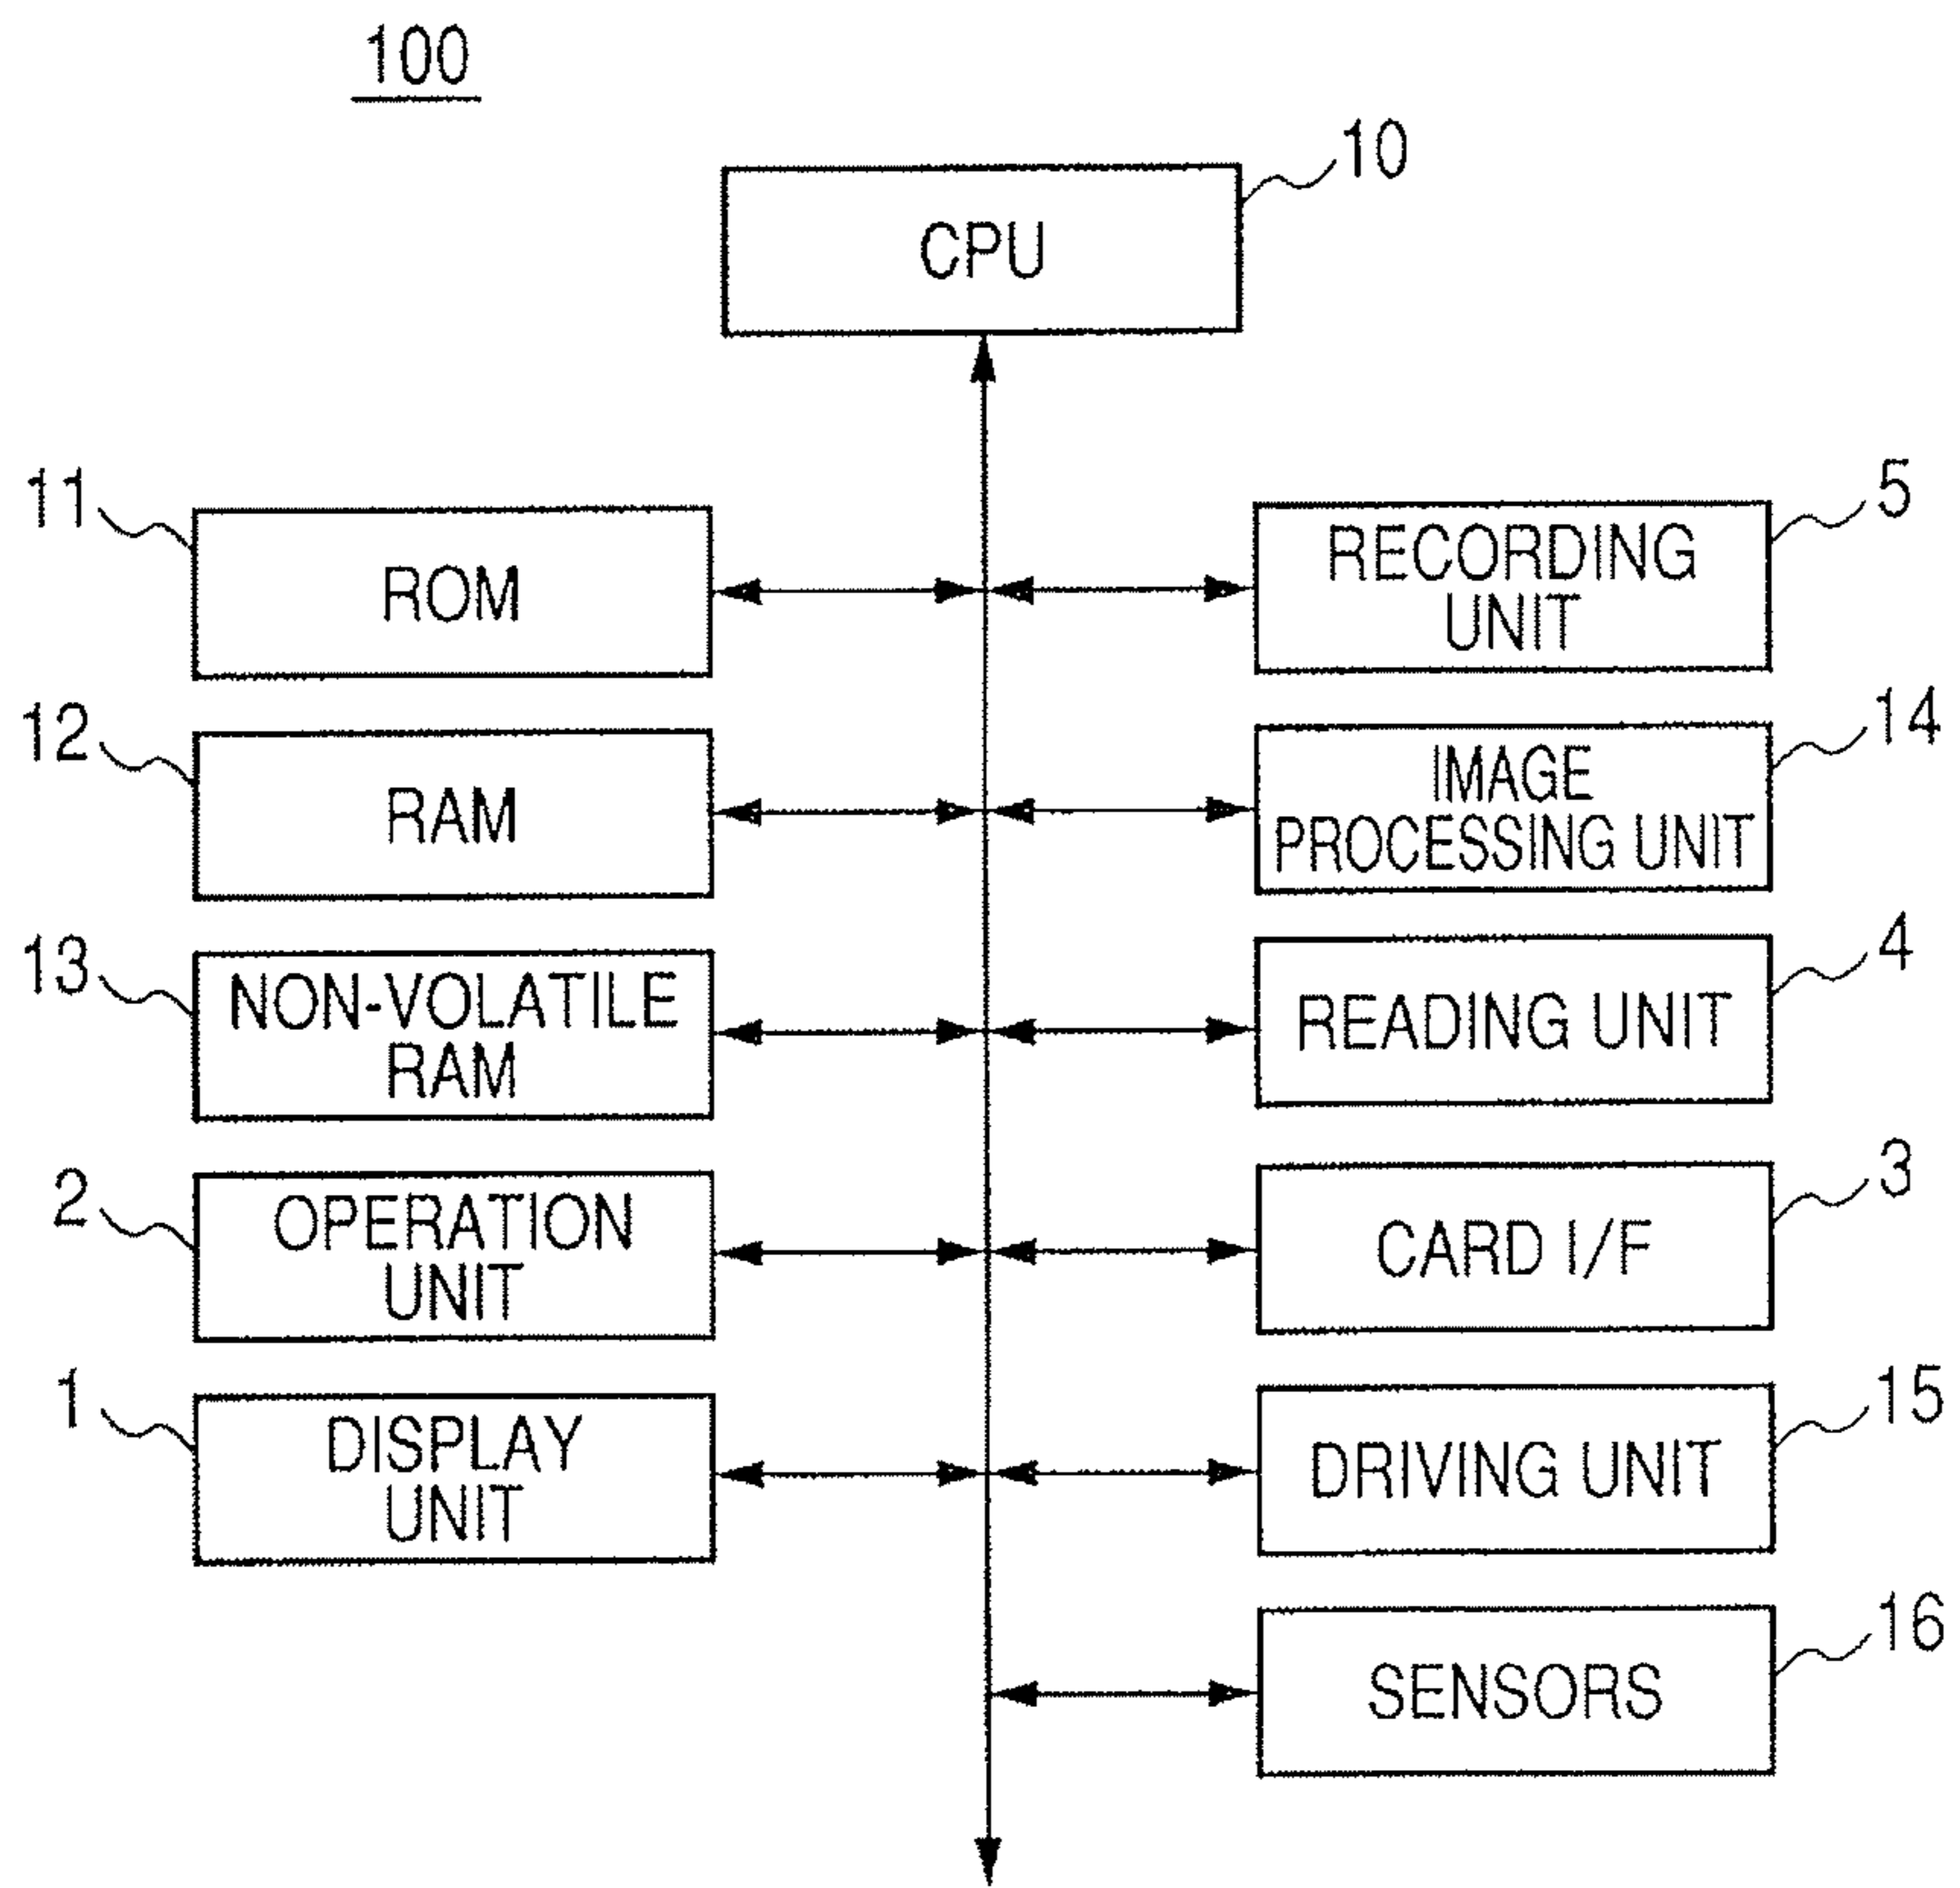 100
10
CPU
11
ROM
5
RECORDING
UNIT
12
RAM
14
IMAGE
PROCESSING UNIT
13
NON-VOLATILE
RAM
4
READING UNIT
2
OPERATION
UNIT
3
CARD I/F
1
DISPLAY
UNIT
15
DRIVING UNIT
16
SENSORS